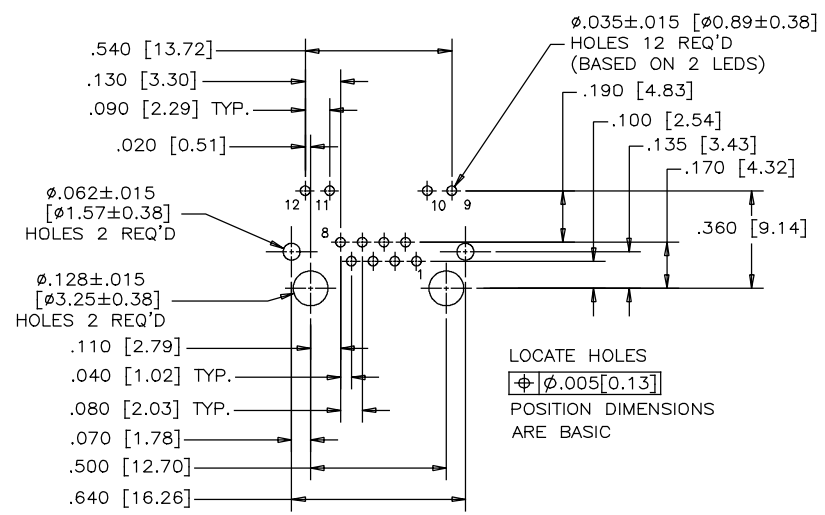 ø.035±.015 [ø0.89±0.38]
HOLES 12 REQ'D
(BASED ON 2 LEDS)
.540 [13.72]
.130 [3.30]
.090 [2.29] TYP.
.020 [0.51]
.190 [4.83]
.100 [2.54]
.135 [3.43]
.170 [4.32]
.360 [9.14]
12
11
10
9
8
1
ø.062±.015
[ø1.57±0.38]
HOLES 2 REQ'D
ø.128±.015
[ø3.25±0.38]
HOLES 2 REQ'D
.110 [2.79]
.040 [1.02] TYP.
.080 [2.03] TYP.
.070 [1.78]
.500 [12.70]
.640 [16.26]
LOCATE HOLES
⌖ Ø.005[0.13]
POSITION DIMENSIONS
ARE BASIC